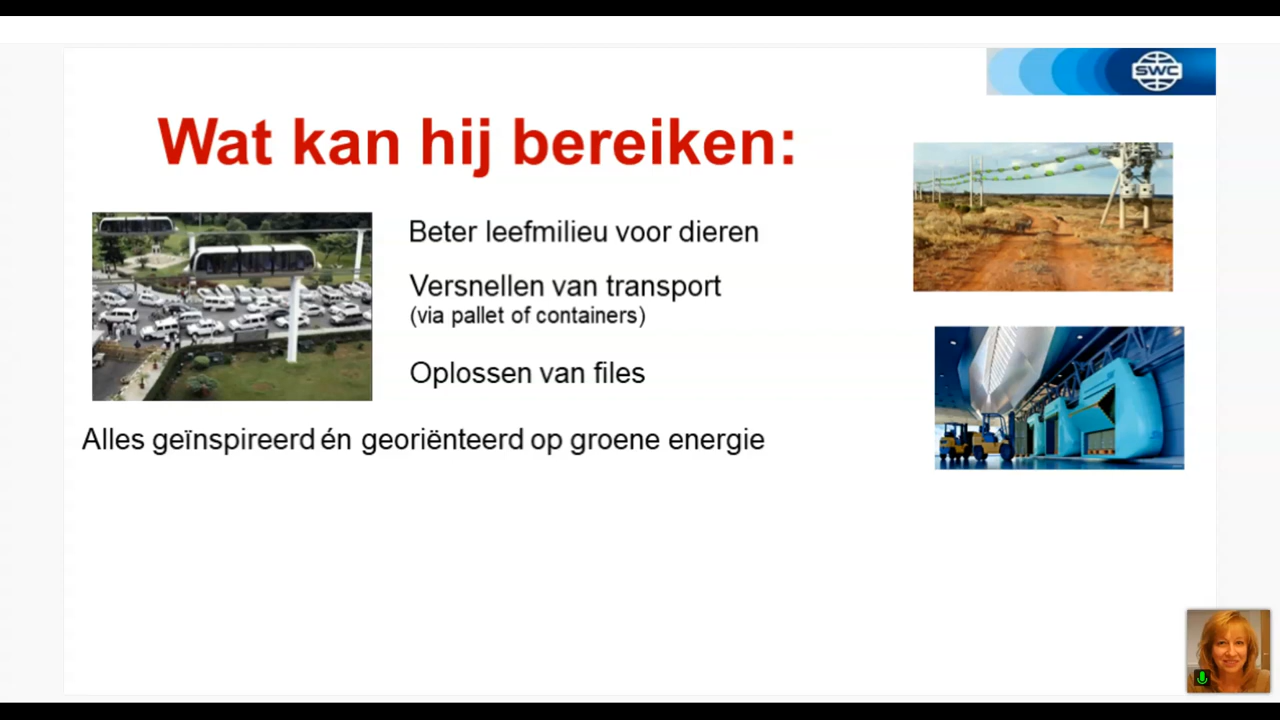 SWC
Wat kan hij bereiken:
Beter leefmilieu voor dieren
Versnellen van transport
(via pallet of containers)
Oplossen van files
Alles geïnspireerd én georiënteerd op groene energie